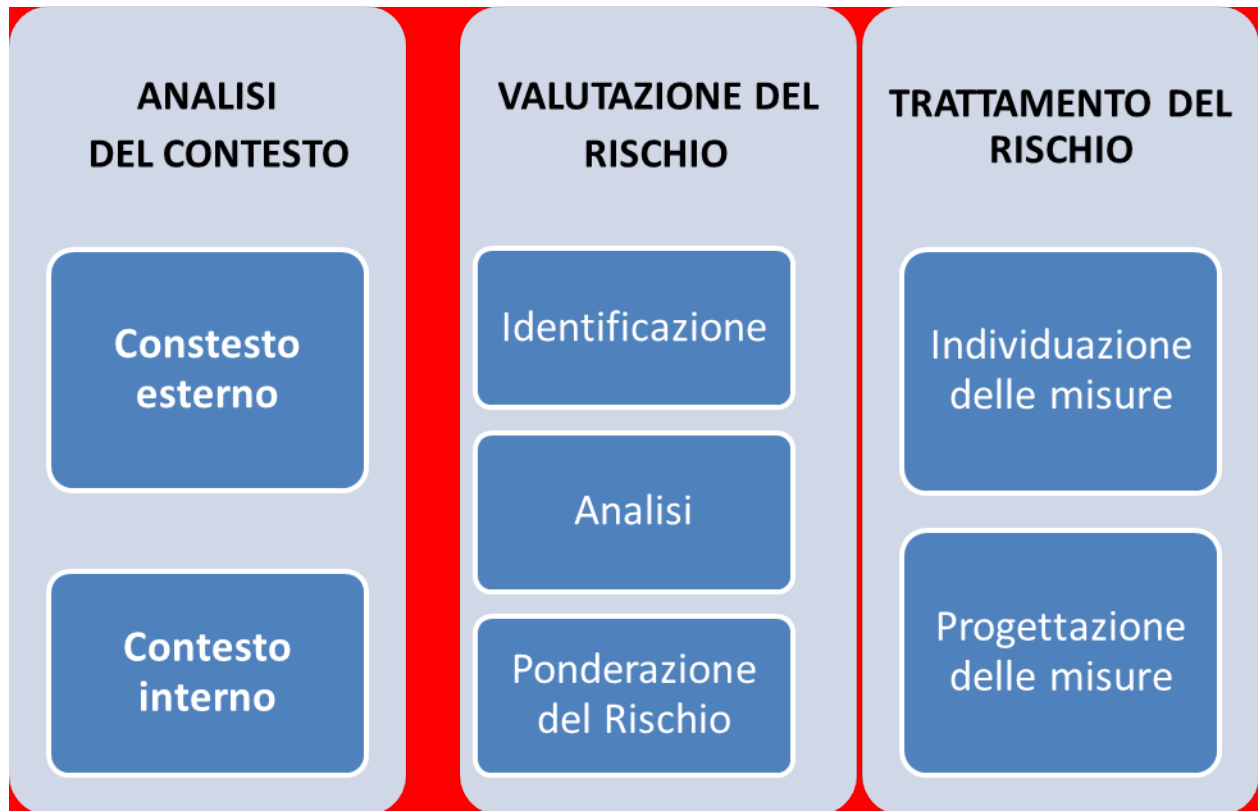 ANALISI
DEL CONTESTO
Constesto
esterno
Contesto
interno
VALUTAZIONE DEL
RISCHIO
Identificazione
Analisi
Ponderazione
del Rischio
TRATTAMENTO DEL
RISCHIO
Individuazione
delle misure
Progettazione
delle misure